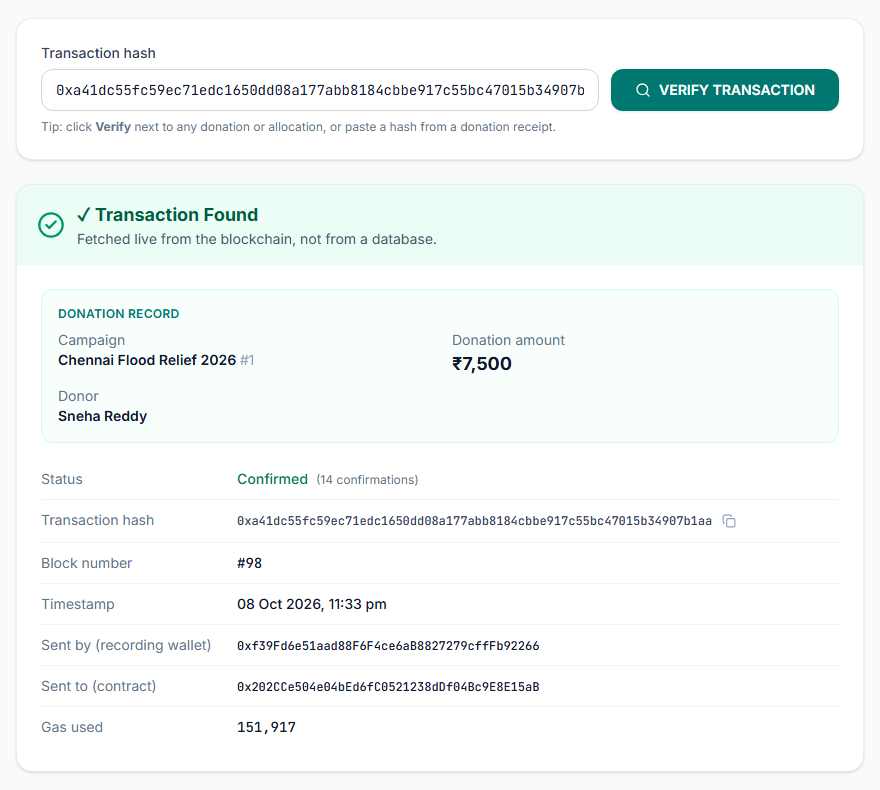 Transaction hash
0xa41dc55fc59ec71edc1650dd08a177abb8184cbbe917c55bc47015b34907b
VERIFY TRANSACTION
Tip: click Verify next to any donation or allocation, or paste a hash from a donation receipt.
✓ Transaction Found
Fetched live from the blockchain, not from a database.
DONATION RECORD
Campaign
Chennai Flood Relief 2026 #1
Donation amount
₹7,500
Donor
Sneha Reddy
Status Confirmed (14 confirmations)
Transaction hash 0xa41dc55fc59ec71edc1650dd08a177abb8184cbbe917c55bc47015b34907b1aa
Block number #98
Timestamp 08 Oct 2026, 11:33 pm
Sent by (recording wallet) 0xf39Fd6e51aad88F6F4ce6aB8827279cffFb92266
Sent to (contract) 0x202CCe504e04bEd6fC0521238dDf04Bc9E8E15aB
Gas used 151,917